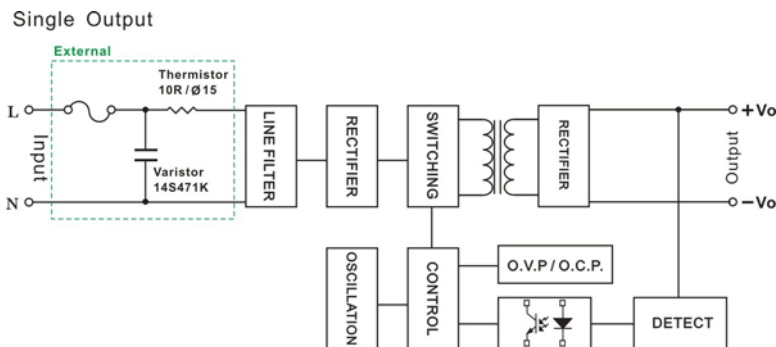 Single Output
External
Thermistor
10R/Ø15
L
Input
N
Varistor
14S471K
LINE FILTER
RECTIFIER
SWITCHING
RECTIFIER
+Vo
Output
−Vo
OSCILLATION
CONTROL
O.V.P/O.C.P.
DETECT